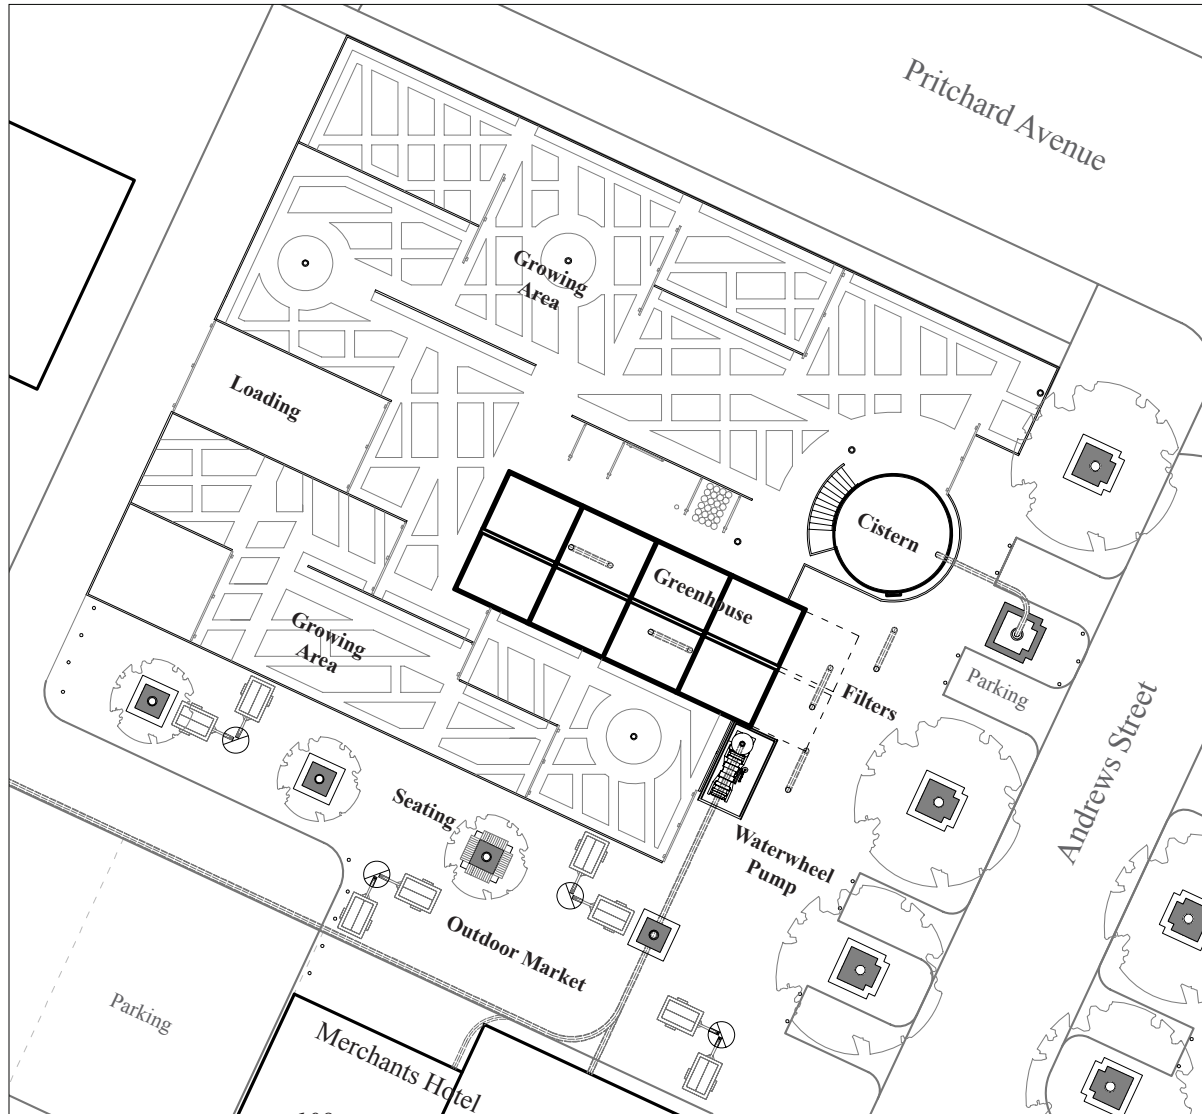 Pritchard Avenue
Growing
Area
Loading
Cistern
Greenhouse
Growing
Area
Parking
Filters
Andrews Street
Seating
Waterwheel
Pump
Outdoor Market
Parking
Merchants Hotel